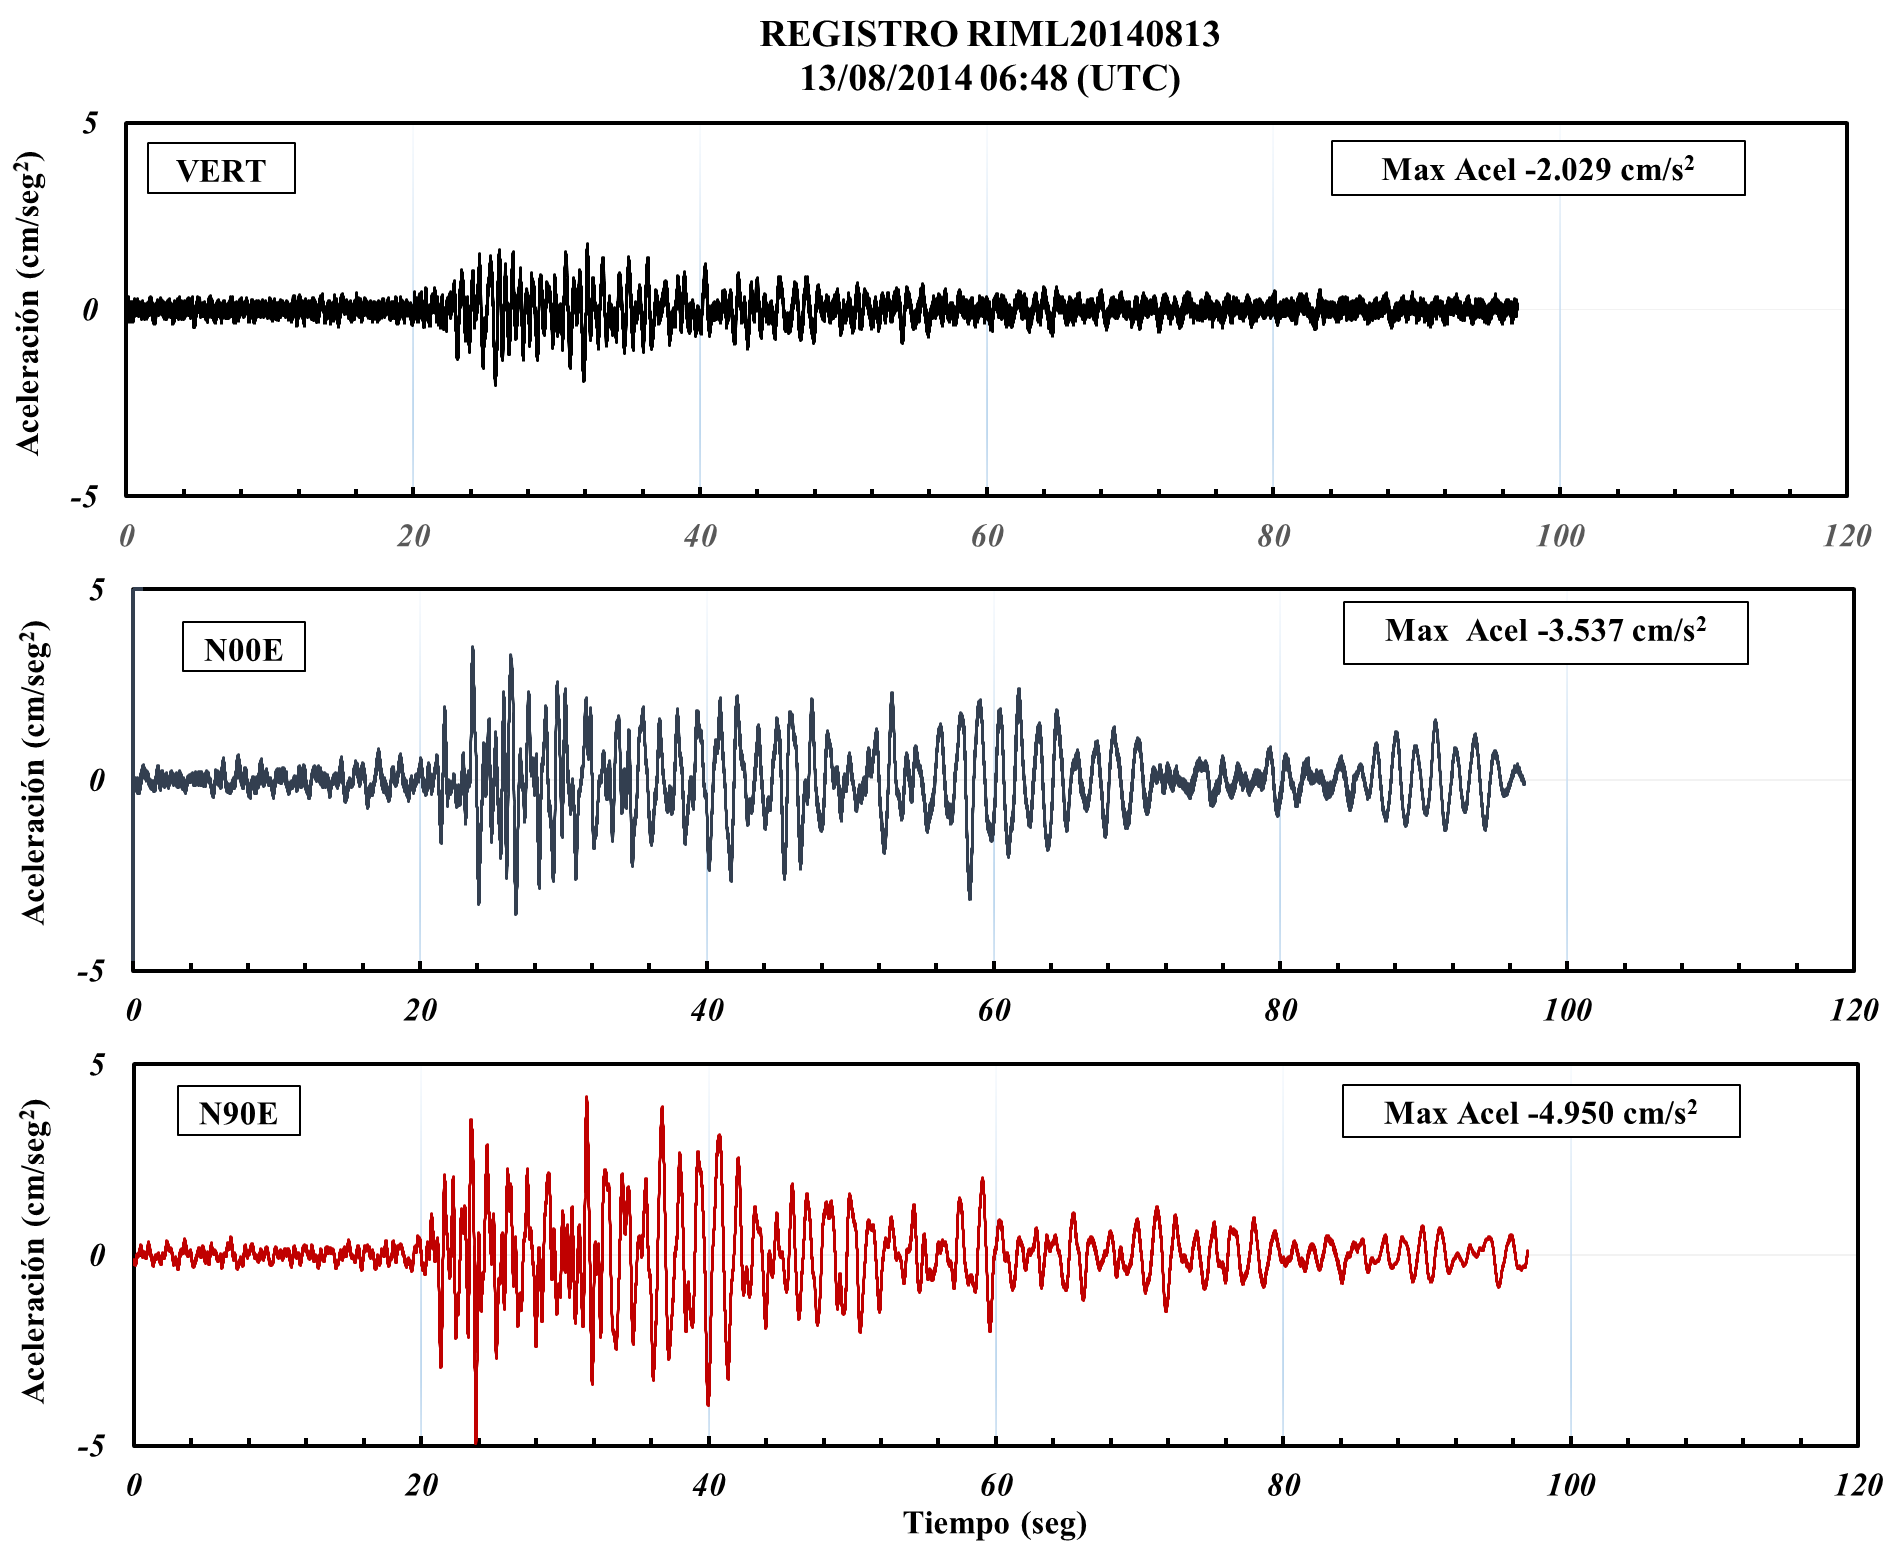 REGISTRO RIML20140813
13/08/2014 06:48 (UTC)
5
VERT
Max Acel -2.029 cm/s²
Aceleración (cm/seg²)
0
-5
0 20 40 60 80 100 120
5
N00E
Max Acel -3.537 cm/s²
Aceleración (cm/seg²)
0
-5
0 20 40 60 80 100 120
5
N90E
Max Acel -4.950 cm/s²
Aceleración (cm/seg²)
0
-5
0 20 40 60 80 100 120
Tiempo (seg)